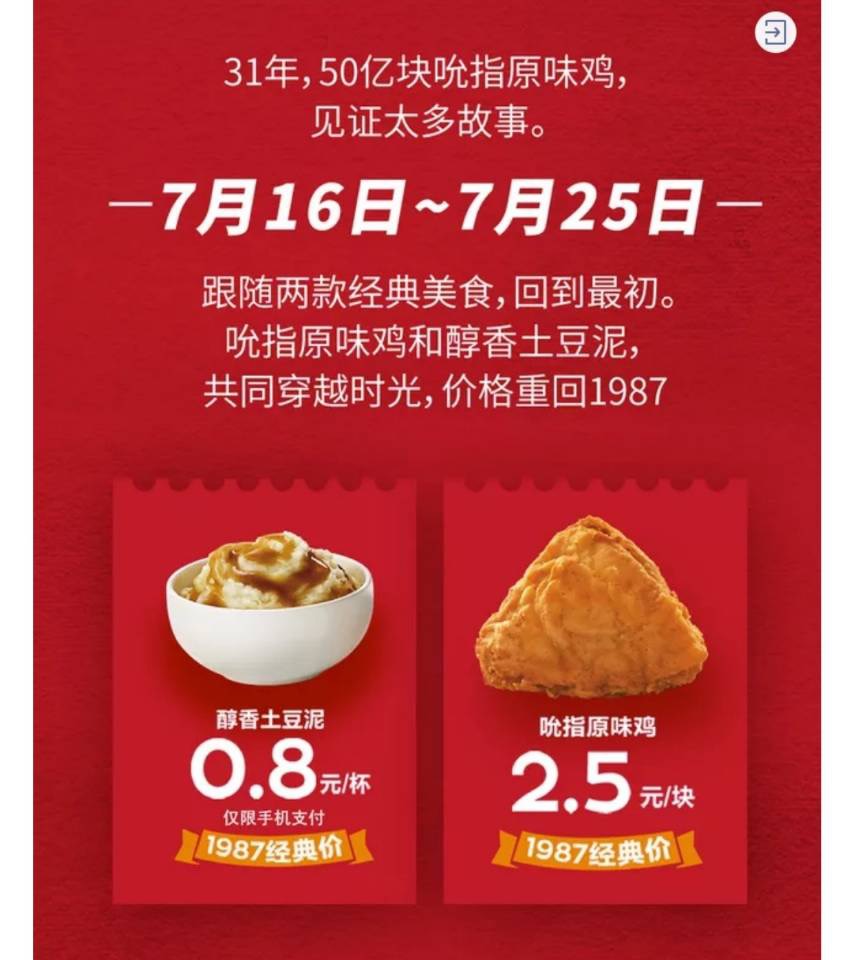 31年，50亿块吮指原味鸡，
见证太多故事。
7月16日~7月25日
跟随两款经典美食，回到最初。
吮指原味鸡和醇香土豆泥，
共同穿越时光，价格重回1987
醇香土豆泥
0.8元/杯
仅限手机支付
1987经典价
吮指原味鸡
2.5元/块
1987经典价